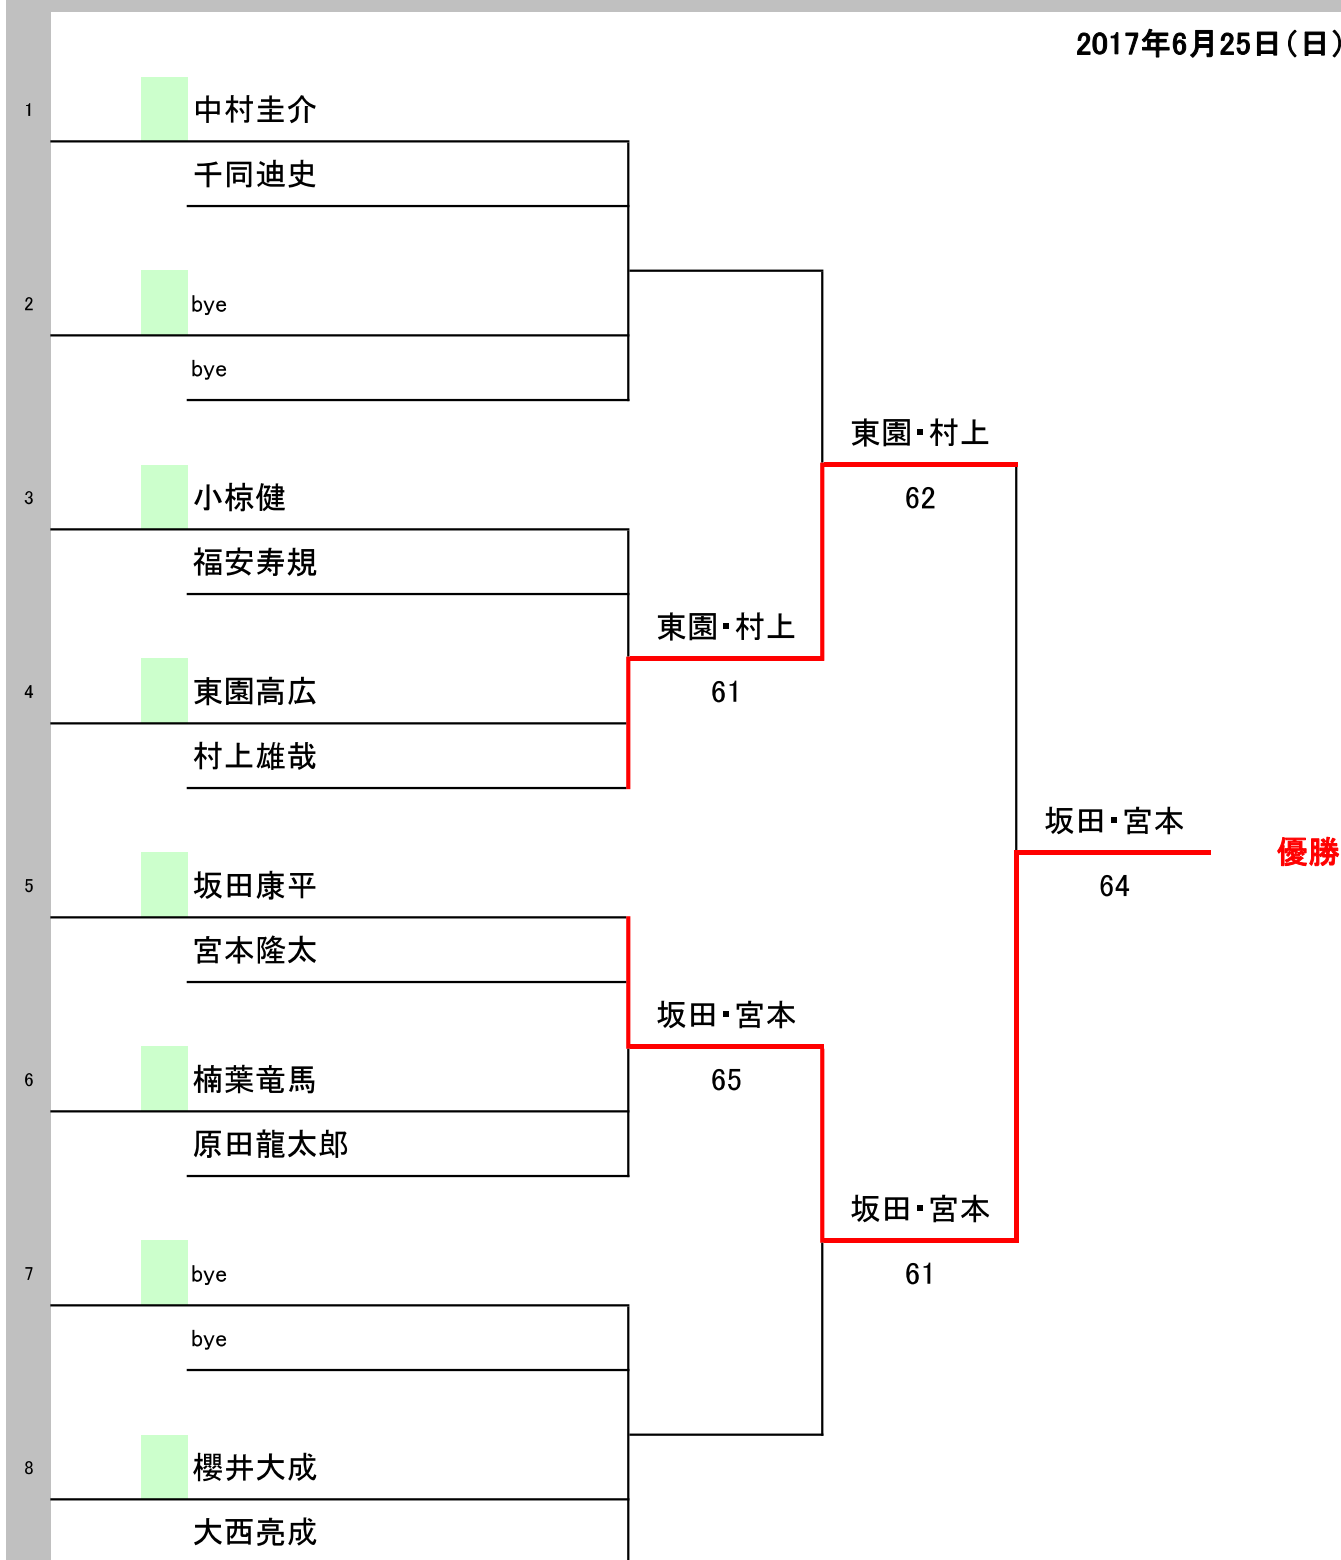 2017年6月25日（日）
1
中村圭介
千同迪史
2
bye
bye
東園・村上
3
小椋健
62
福安寿規
東園・村上
4
東園高広
61
村上雄哉
坂田・宮本
優勝
5
坂田康平
64
宮本隆太
坂田・宮本
6
楠葉竜馬
65
原田龍太郎
坂田・宮本
7
bye
61
bye
8
櫻井大成
大西亮成